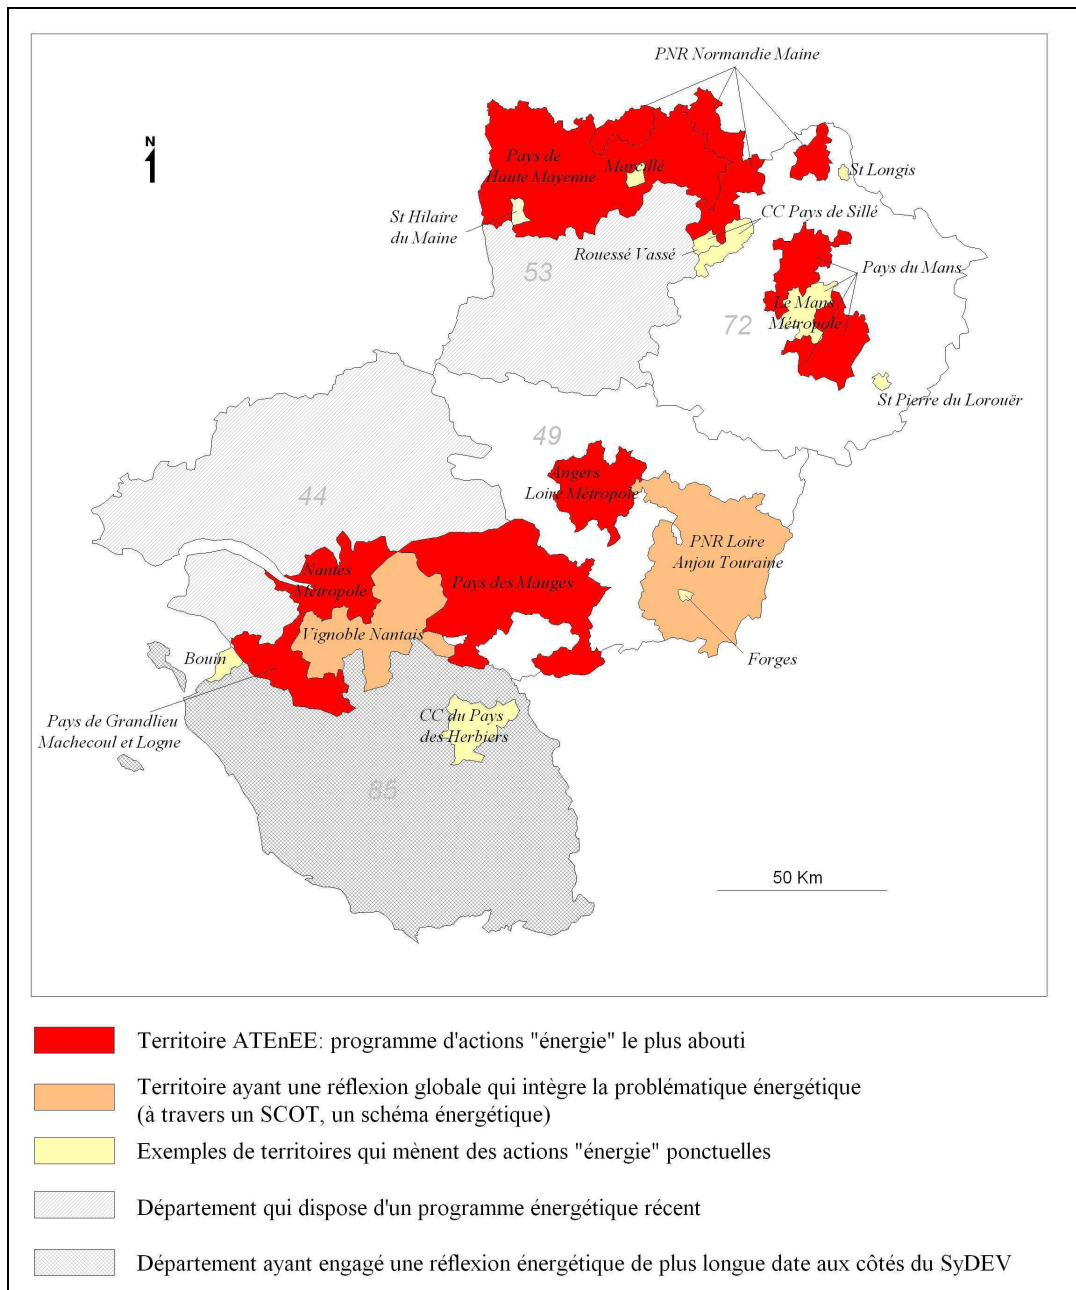 PNR Normandie Maine
N
Pays de
Haute Mayenne
Marcillé
St Longis
St Hilaire
du Maine
CC Pays de Sillé
Rouessé Vassé
53
Pays du Mans
Le Mans
Métropole
72
St Pierre du Lorouër
49
Angers
Loire Métropole
44
PNR Loire
Anjou Touraine
Nantes
Métropole
Pays des Mauges
Vignoble Nantais
Bouin
Forges
Pays de Grandlieu
Machecoul et Logne
CC du Pays
des Herbiers
85
50 Km
Territoire ATEnEE: programme d'actions "énergie" le plus abouti
Territoire ayant une réflexion globale qui intègre la problématique énergétique
(à travers un SCOT, un schéma énergétique)
Exemples de territoires qui mènent des actions "énergie" ponctuelles
Département qui dispose d'un programme énergétique récent
Département ayant engagé une réflexion énergétique de plus longue date aux côtés du SyDEV